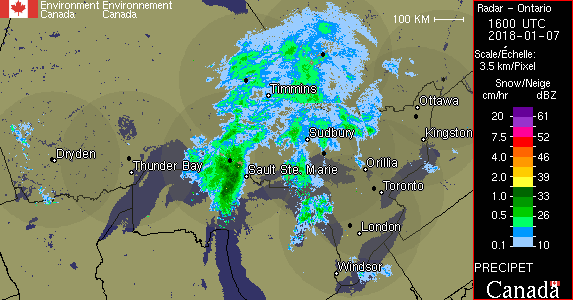 Environment Environnement
Canada Canada
100 KM
Timmins
Ottawa
Sudbury
Kingston
Dryden
Thunder Bay
Sault Ste. Marie
Orillia
Toronto
London
Windsor
Radar - Ontario
1600 UTC
2018-01-07
Scale/Échelle:
3.5 km/Pixel
Snow/Neige
cm/hr dBZ
20 61
7.5 52
4.0 46
2.0 39
1.0 33
0.5 26
0.1 10
PRECIPET
Canada